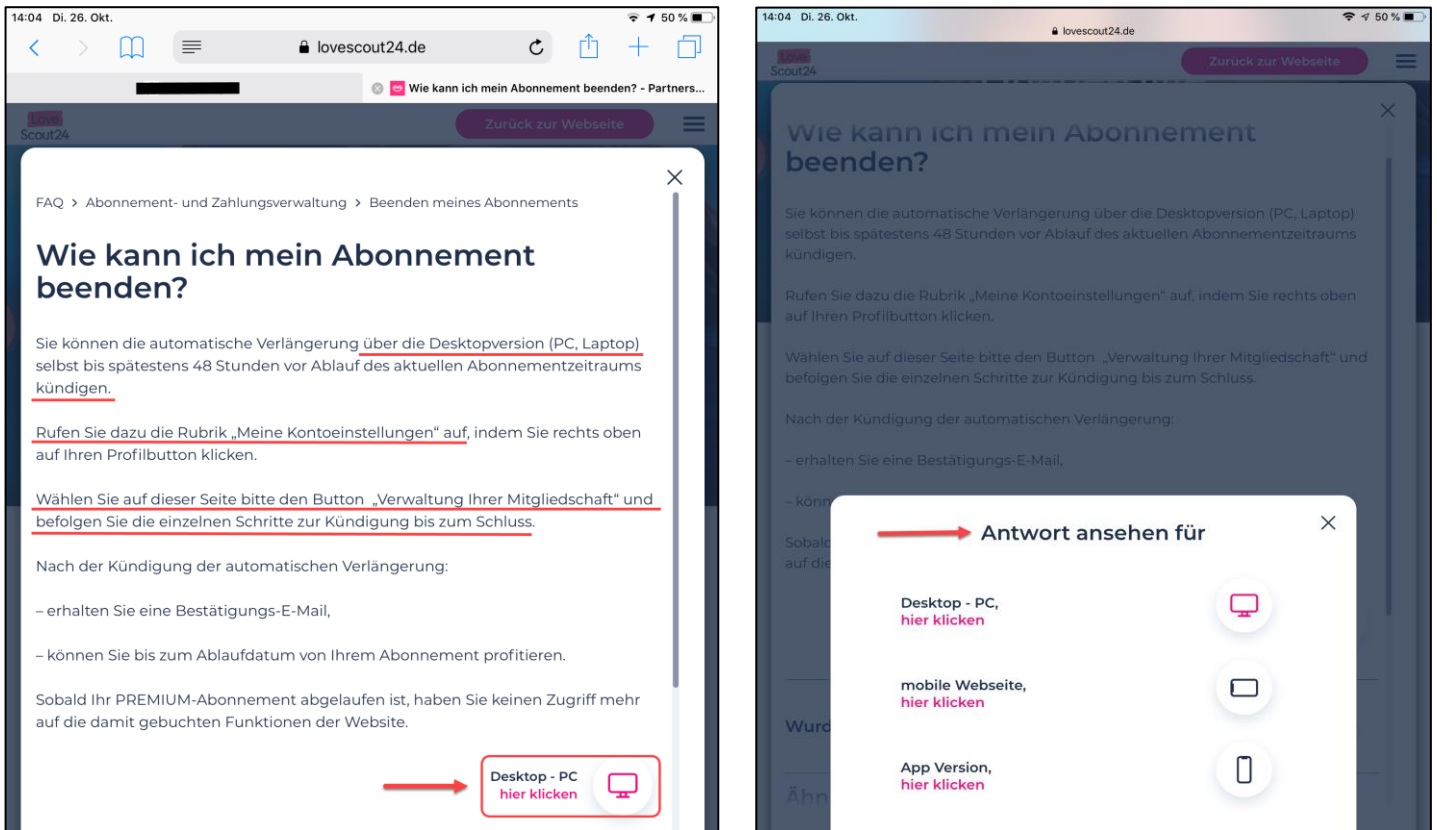 14:04 Di. 26. Okt.
50 %
lovescout24.de
Wie kann ich mein Abonnement beenden? - Partners...
Love
Scout24
Zurück zur Webseite
FAQ > Abonnement- und Zahlungsverwaltung > Beenden meines Abonnements
Wie kann ich mein Abonnement
beenden?
Sie können die automatische Verlängerung über die Desktopversion (PC, Laptop)
selbst bis spätestens 48 Stunden vor Ablauf des aktuellen Abonnementzeitraums
kündigen.
Rufen Sie dazu die Rubrik „Meine Kontoeinstellungen“ auf, indem Sie rechts oben
auf Ihren Profilbutton klicken.
Wählen Sie auf dieser Seite bitte den Button „Verwaltung Ihrer Mitgliedschaft“ und
befolgen Sie die einzelnen Schritte zur Kündigung bis zum Schluss.
Nach der Kündigung der automatischen Verlängerung:
– erhalten Sie eine Bestätigungs-E-Mail,
– können Sie bis zum Ablaufdatum von Ihrem Abonnement profitieren.
Sobald Ihr PREMIUM-Abonnement abgelaufen ist, haben Sie keinen Zugriff mehr
auf die damit gebuchten Funktionen der Website.
Desktop - PC
hier klicken
14:04 Di. 26. Okt.
50 %
lovescout24.de
Love
Scout24
Zurück zur Webseite
Wie kann ich mein Abonnement
beenden?
Sie können die automatische Verlängerung über die Desktopversion (PC, Laptop)
selbst bis spätestens 48 Stunden vor Ablauf des aktuellen Abonnementzeitraums
kündigen.
Rufen Sie dazu die Rubrik „Meine Kontoeinstellungen“ auf, indem Sie rechts oben
auf Ihren Profilbutton klicken.
Wählen Sie auf dieser Seite bitte den Button „Verwaltung Ihrer Mitgliedschaft“ und
befolgen Sie die einzelnen Schritte zur Kündigung bis zum Schluss.
Nach der Kündigung der automatischen Verlängerung:
– erhalten Sie eine Bestätigungs-E-Mail,
– könn
Sobald
auf die
Antwort ansehen für
Desktop - PC,
hier klicken
mobile Webseite,
hier klicken
App Version,
hier klicken
Wurd
Ähn